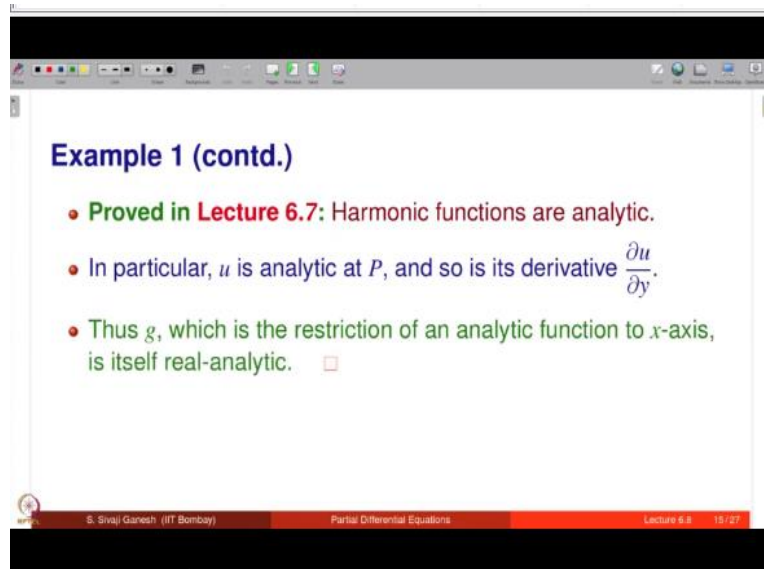 Example 1 (contd.)
Proved in Lecture 6.7: Harmonic functions are analytic.
In particular, u is analytic at P, and so is its derivative ∂u/∂y.
Thus g, which is the restriction of an analytic function to x-axis,
is itself real-analytic. □
S. Sivaji Ganesh (IIT Bombay) Partial Differential Equations Lecture 6.8 15/27